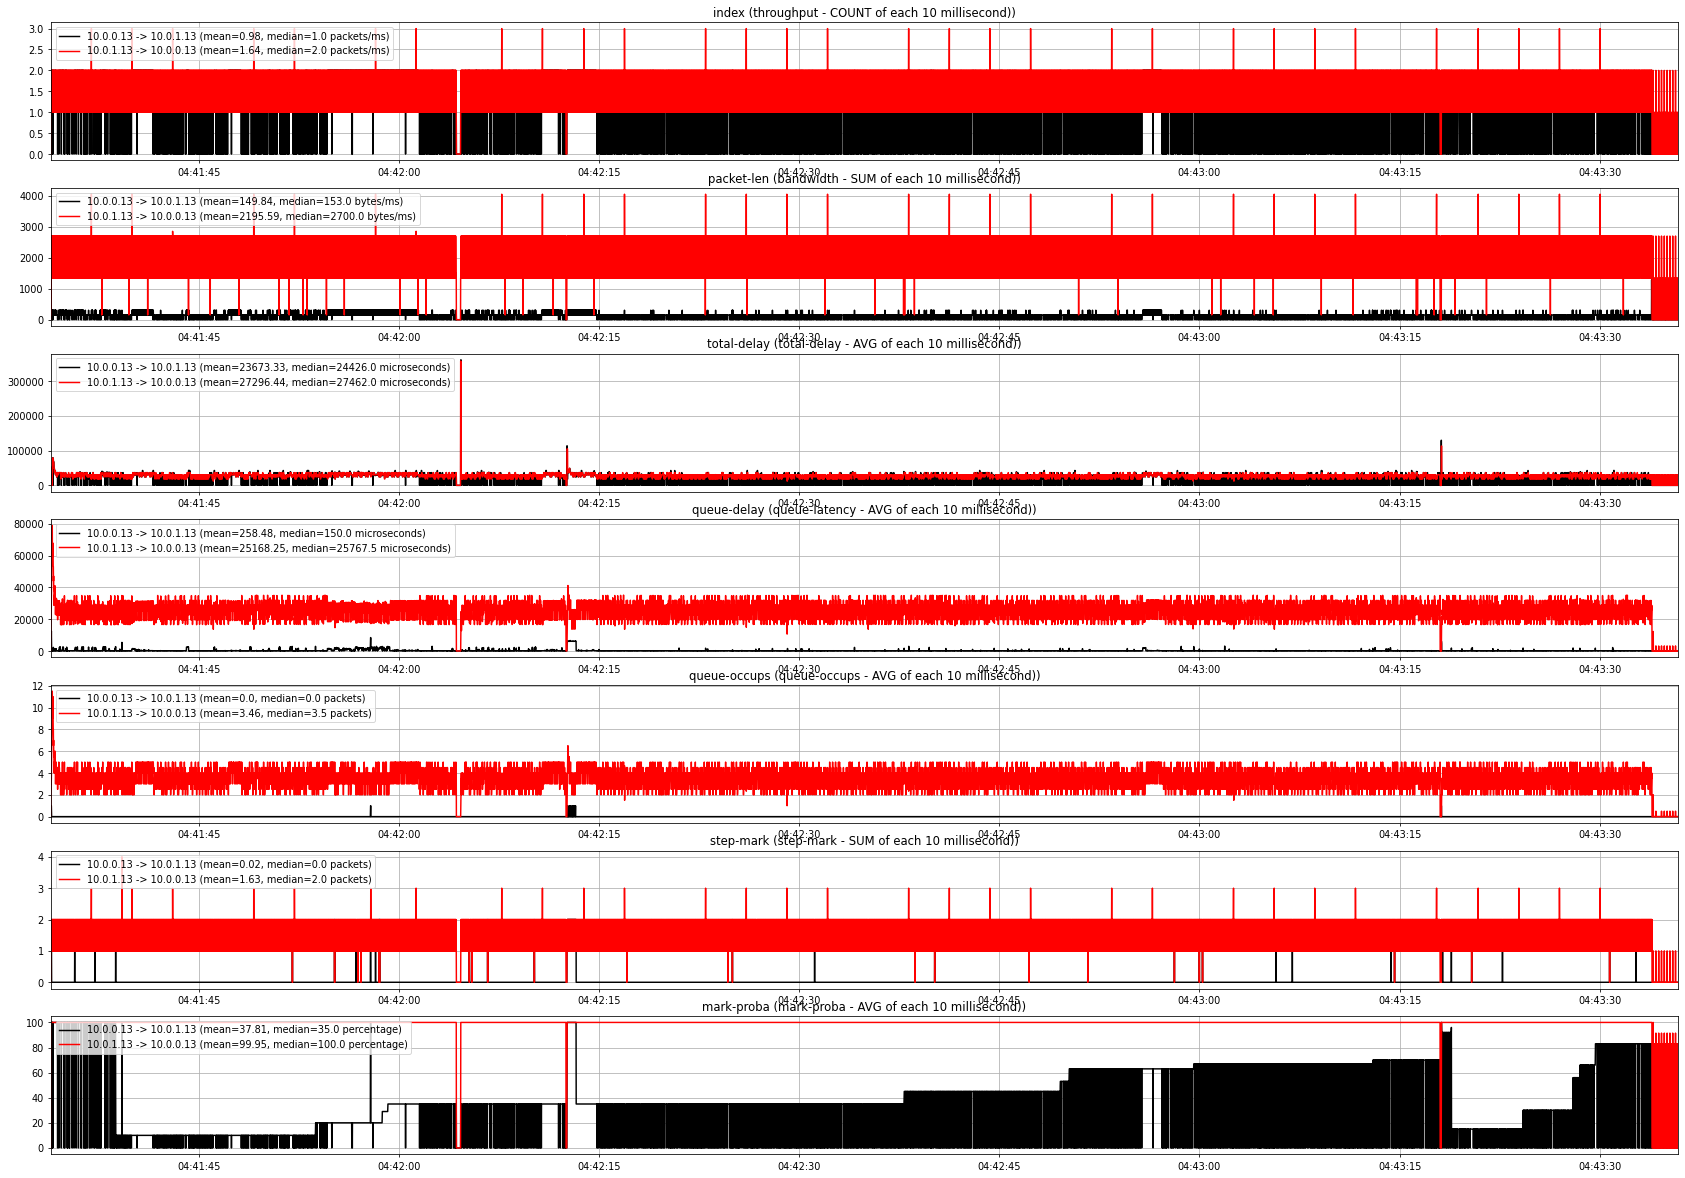 index (throughput - COUNT of each 10 millisecond))
10.0.0.13 -> 10.0.1.13 (mean=0.98, median=1.0 packets/ms)
10.0.1.13 -> 10.0.0.13 (mean=1.64, median=2.0 packets/ms)
3.0
2.5
2.0
1.5
1.0
0.5
0.0
04:41:45 04:42:00 04:42:15 04:42:30 04:42:45 04:43:00 04:43:15 04:43:30
packet-len (bandwidth - SUM of each 10 millisecond))
10.0.0.13 -> 10.0.1.13 (mean=149.84, median=153.0 bytes/ms)
10.0.1.13 -> 10.0.0.13 (mean=2195.59, median=2700.0 bytes/ms)
4000
3000
2000
1000
0
04:41:45 04:42:00 04:42:15 04:42:30 04:42:45 04:43:00 04:43:15 04:43:30
total-delay (total-delay - AVG of each 10 millisecond))
10.0.0.13 -> 10.0.1.13 (mean=23673.33, median=24426.0 microseconds)
10.0.1.13 -> 10.0.0.13 (mean=27296.44, median=27462.0 microseconds)
300000
200000
100000
0
04:41:45 04:42:00 04:42:15 04:42:30 04:42:45 04:43:00 04:43:15 04:43:30
queue-delay (queue-latency - AVG of each 10 millisecond))
10.0.0.13 -> 10.0.1.13 (mean=258.48, median=150.0 microseconds)
10.0.1.13 -> 10.0.0.13 (mean=25168.25, median=25767.5 microseconds)
80000
60000
40000
20000
0
04:41:45 04:42:00 04:42:15 04:42:30 04:42:45 04:43:00 04:43:15 04:43:30
queue-occups (queue-occups - AVG of each 10 millisecond))
10.0.0.13 -> 10.0.1.13 (mean=0.0, median=0.0 packets)
10.0.1.13 -> 10.0.0.13 (mean=3.46, median=3.5 packets)
12
10
8
6
4
2
0
04:41:45 04:42:00 04:42:15 04:42:30 04:42:45 04:43:00 04:43:15 04:43:30
step-mark (step-mark - SUM of each 10 millisecond))
10.0.0.13 -> 10.0.1.13 (mean=0.02, median=0.0 packets)
10.0.1.13 -> 10.0.0.13 (mean=1.63, median=2.0 packets)
4
3
2
1
0
04:41:45 04:42:00 04:42:15 04:42:30 04:42:45 04:43:00 04:43:15 04:43:30
mark-proba (mark-proba - AVG of each 10 millisecond))
10.0.0.13 -> 10.0.1.13 (mean=37.81, median=35.0 percentage)
10.0.1.13 -> 10.0.0.13 (mean=99.95, median=100.0 percentage)
100
80
60
40
20
0
04:41:45 04:42:00 04:42:15 04:42:30 04:42:45 04:43:00 04:43:15 04:43:30